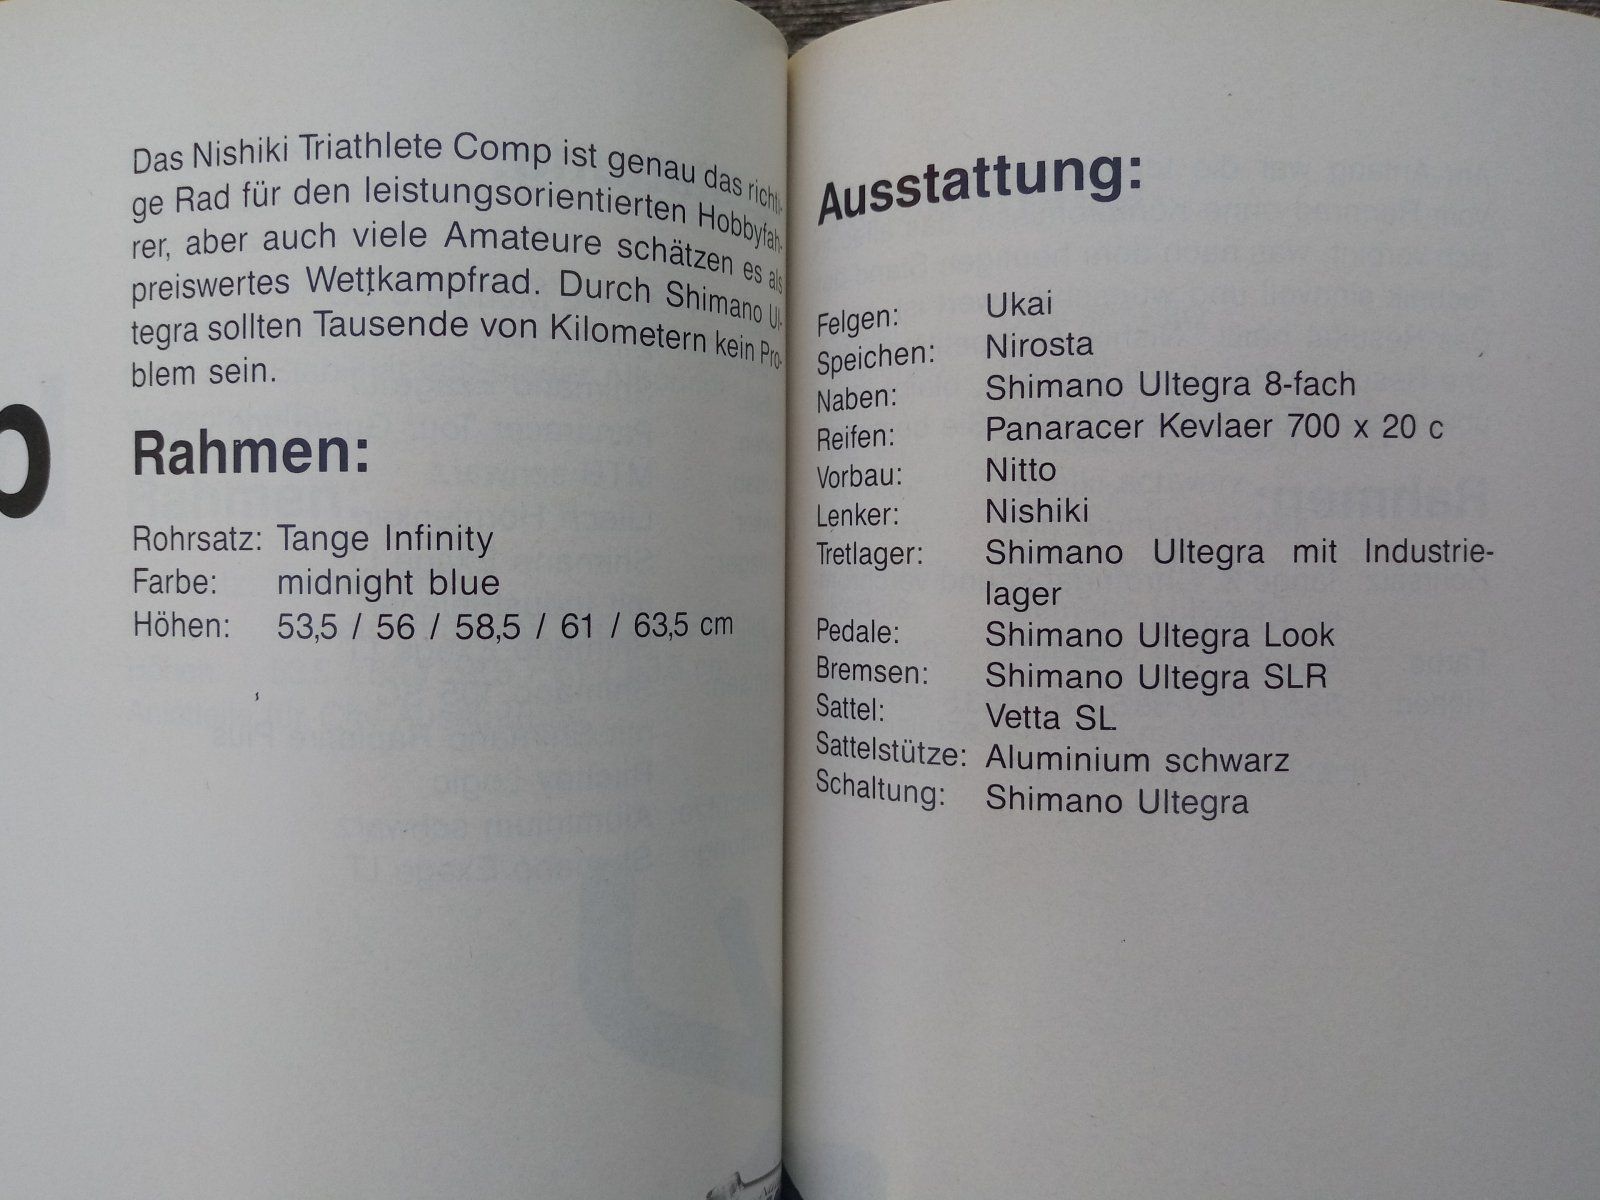 Das Nishiki Triathlete Comp ist genau das richti-
ge Rad für den leistungsorientierten Hobbyfah-
rer, aber auch viele Amateure schätzen es als
preiswertes Wettkampfrad. Durch Shimano Ul-
tegra sollten Tausende von Kilometern kein Pro-
blem sein.
Rahmen:
Rohrsatz: Tange Infinity
Farbe: midnight blue
Höhen: 53,5 / 56 / 58,5 / 61 / 63,5 cm
Ausstattung:
Felgen: Ukai
Speichen: Nirosta
Naben: Shimano Ultegra 8-fach
Reifen: Panaracer Kevlaer 700 x 20 c
Vorbau: Nitto
Lenker: Nishiki
Tretlager: Shimano Ultegra mit Industrie-
lager
Pedale: Shimano Ultegra Look
Bremsen: Shimano Ultegra SLR
Sattel: Vetta SL
Sattelstütze: Aluminium schwarz
Schaltung: Shimano Ultegra